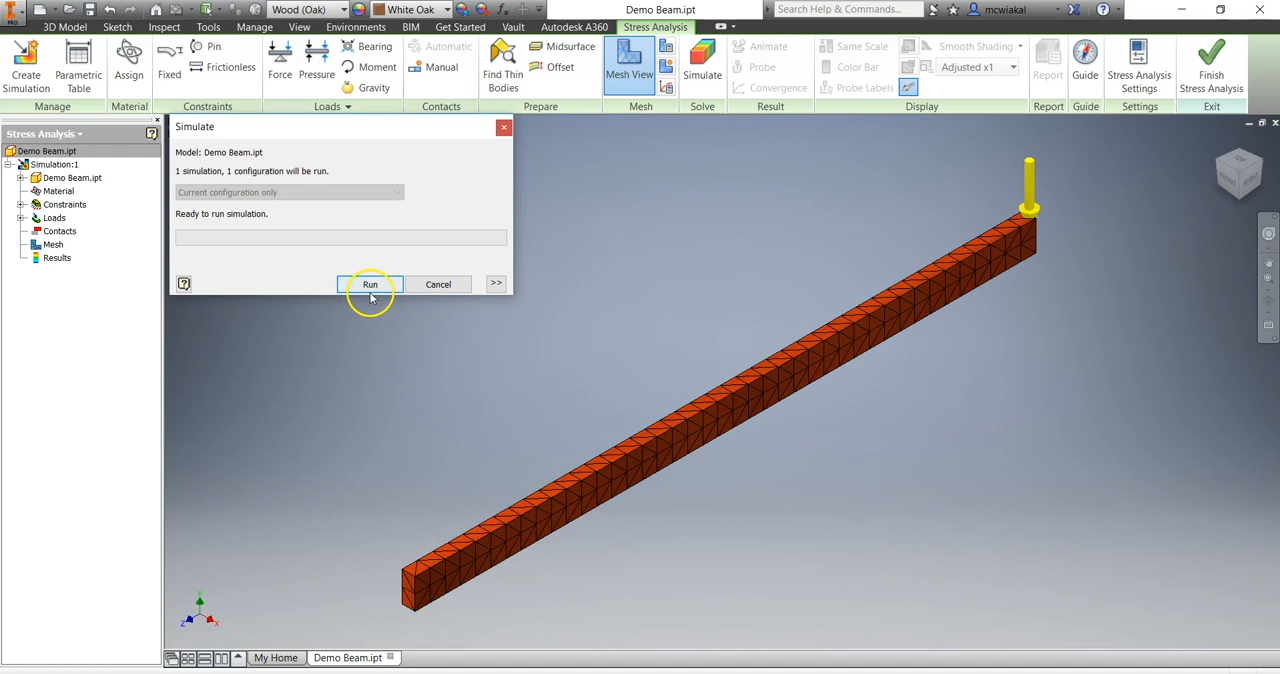 PRO
Wood (Oak)
White Oak
fx
Demo Beam.ipt
Search Help & Commands...
mcwiakal
3D Model Sketch Inspect Tools Manage View Environments BIM Get Started Vault Autodesk A360 Stress Analysis
Create Simulation
Parametric Table
Assign
Fixed
Pin
Frictionless
Force
Pressure
Bearing
Moment
Gravity
Automatic
Manual
Find Thin Bodies
Midsurface
Offset
Mesh View
Simulate
Animate
Probe
Convergence
Same Scale
Color Bar
Probe Labels
Smooth Shading
Adjusted x1
Report
Guide
Stress Analysis Settings
Finish Stress Analysis
Manage Material Constraints Loads Contacts Prepare Mesh Solve Result Display Report Guide Settings Exit
Stress Analysis
Demo Beam.ipt
Simulation:1
Demo Beam.ipt
Material
Constraints
Loads
Contacts
Mesh
Results
Simulate
Model: Demo Beam.ipt
1 simulation, 1 configuration will be run.
Current configuration only
Ready to run simulation.
Run
Cancel
>>
TOP
FRONT
RIGHT
Y
Z
X
My Home
Demo Beam.ipt